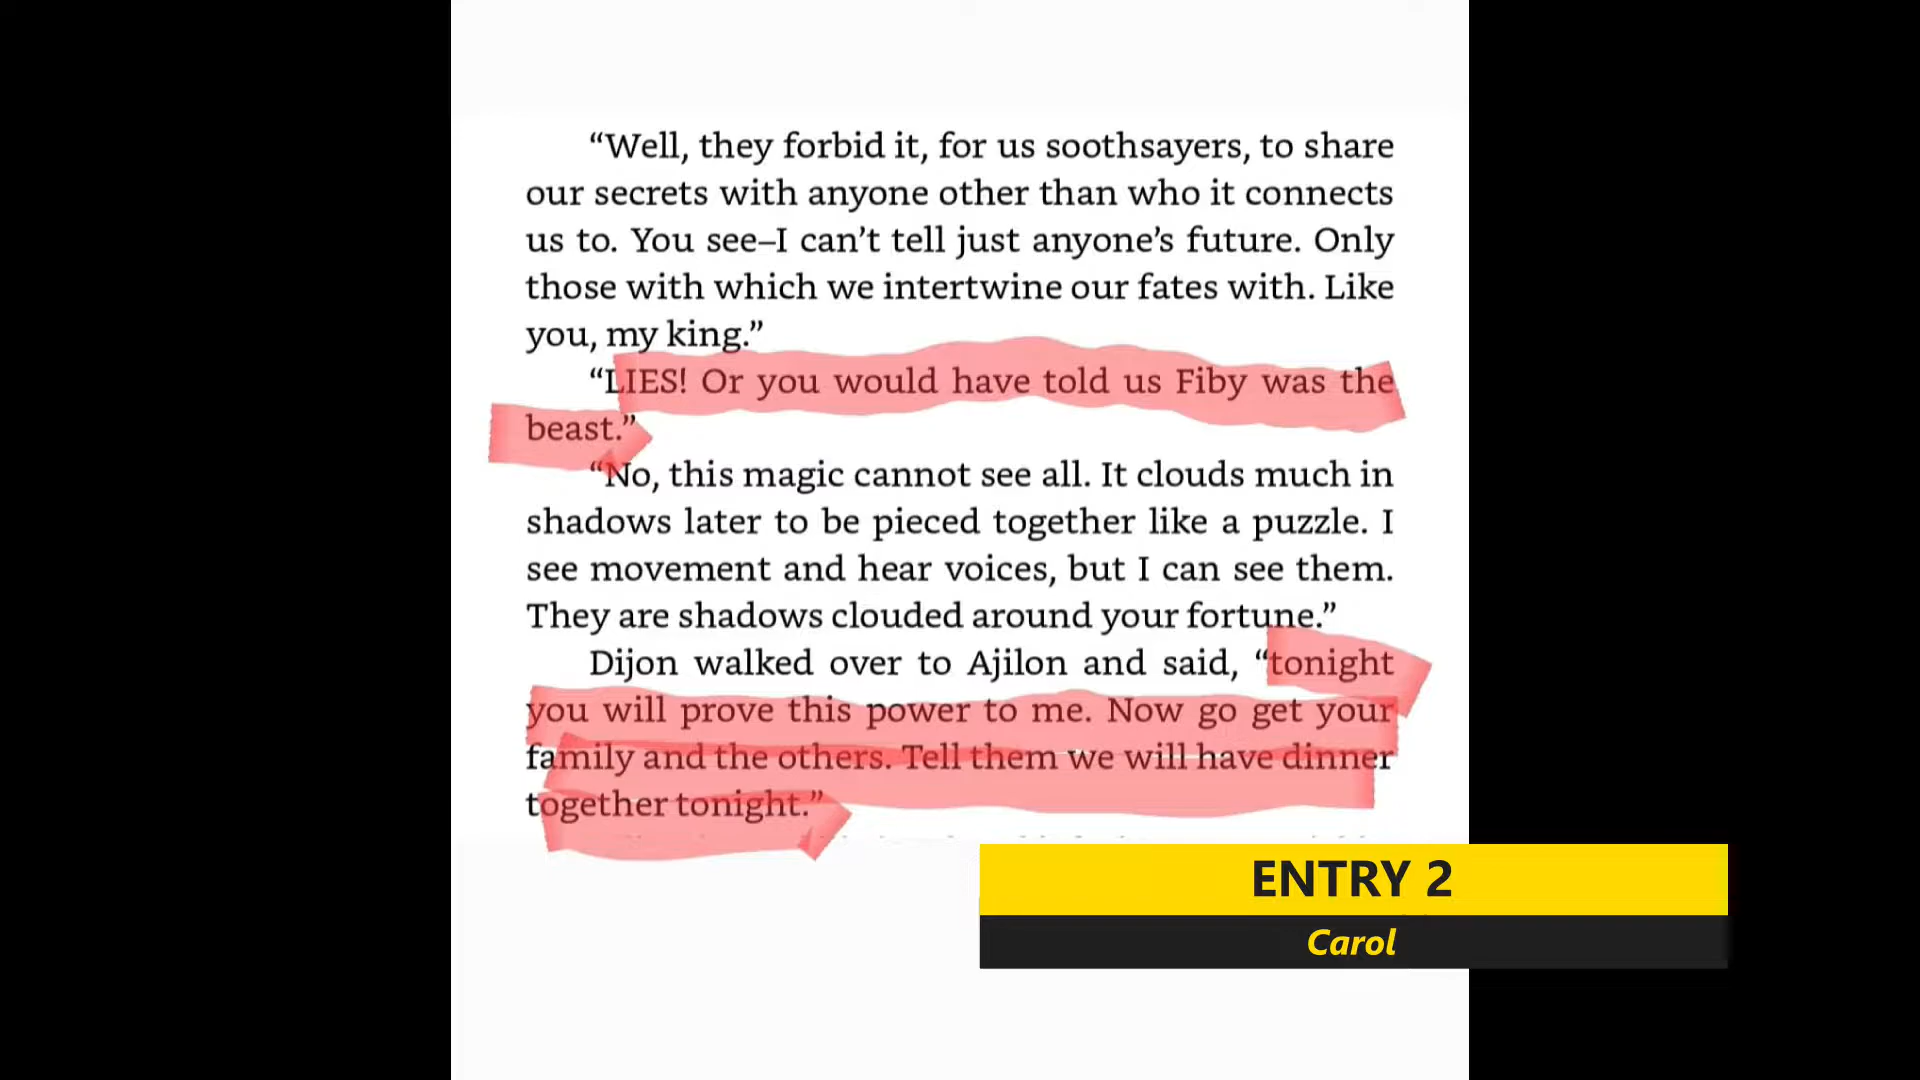 “Well, they forbid it, for us soothsayers, to share
our secrets with anyone other than who it connects
us to. You see–I can’t tell just anyone’s future. Only
those with which we intertwine our fates with. Like
you, my king.”
“LIES! Or you would have told us Fiby was the
beast.”
“No, this magic cannot see all. It clouds much in
shadows later to be pieced together like a puzzle. I
see movement and hear voices, but I can see them.
They are shadows clouded around your fortune.”
Dijon walked over to Ajilon and said, “tonight
you will prove this power to me. Now go get your
family and the others. Tell them we will have dinner
together tonight.”
ENTRY 2
Carol